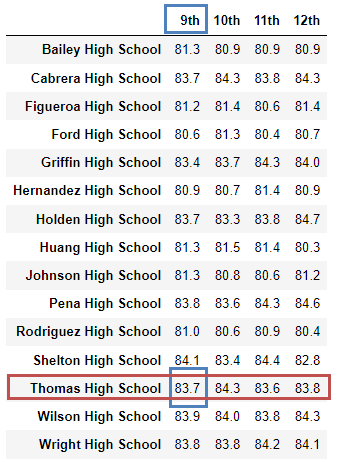 9th 10th 11th 12th
Bailey High School 81.3 80.9 80.9 80.9
Cabrera High School 83.7 84.3 83.8 84.3
Figueroa High School 81.2 81.4 80.6 81.4
Ford High School 80.6 81.3 80.4 80.7
Griffin High School 83.4 83.7 84.3 84.0
Hernandez High School 80.9 80.7 81.4 80.9
Holden High School 83.7 83.3 83.8 84.7
Huang High School 81.3 81.5 81.4 80.3
Johnson High School 81.3 80.8 80.6 81.2
Pena High School 83.8 83.6 84.3 84.6
Rodriguez High School 81.0 80.6 80.9 80.4
Shelton High School 84.1 83.4 84.4 82.8
Thomas High School 83.7 84.3 83.6 83.8
Wilson High School 83.9 84.0 83.8 84.3
Wright High School 83.8 83.8 84.2 84.1